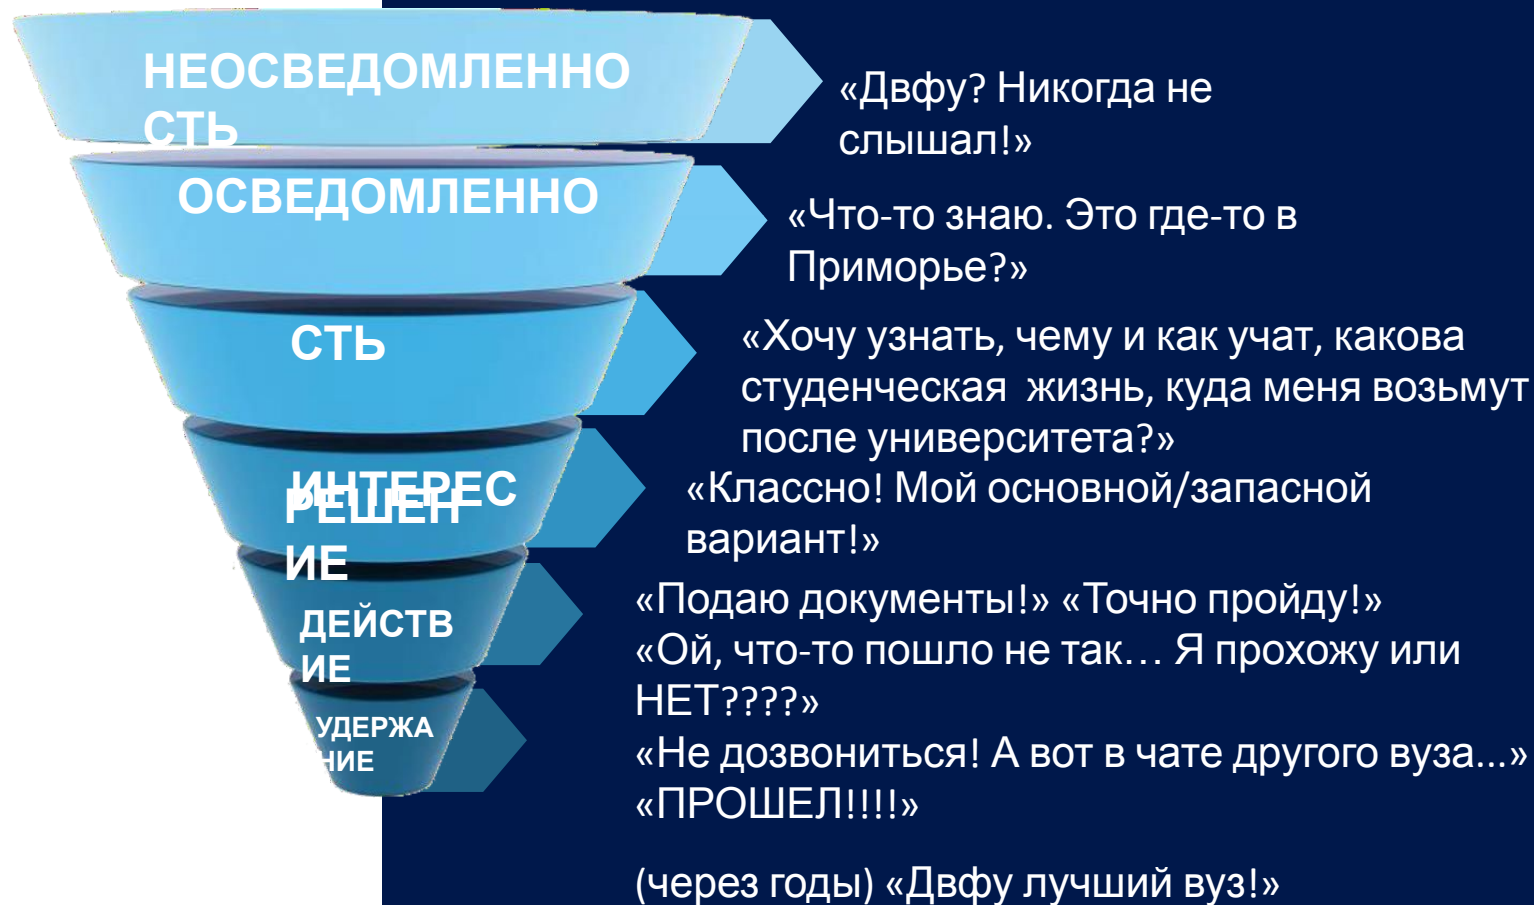 НЕОСВЕДОМЛЕННО
СТЬ
«Двфу? Никогда не
слышал!»
ОСВЕДОМЛЕННО
«Что-то знаю. Это где-то в
Приморье?»
СТЬ
«Хочу узнать, чему и как учат, какова
студенческая жизнь, куда меня возьмут
после университета?»
ИНТЕРЕС
РЕШЕН
ИЕ
«Классно! Мой основной/запасной
вариант!»
ДЕЙСТВ
ИЕ
«Подаю документы!» «Точно пройду!»
«Ой, что-то пошло не так… Я прохожу или
НЕТ????»
УДЕРЖА
НИЕ
«Не дозвониться! А вот в чате другого вуза...»
«ПРОШЕЛ!!!!»
(через годы) «Двфу лучший вуз!»